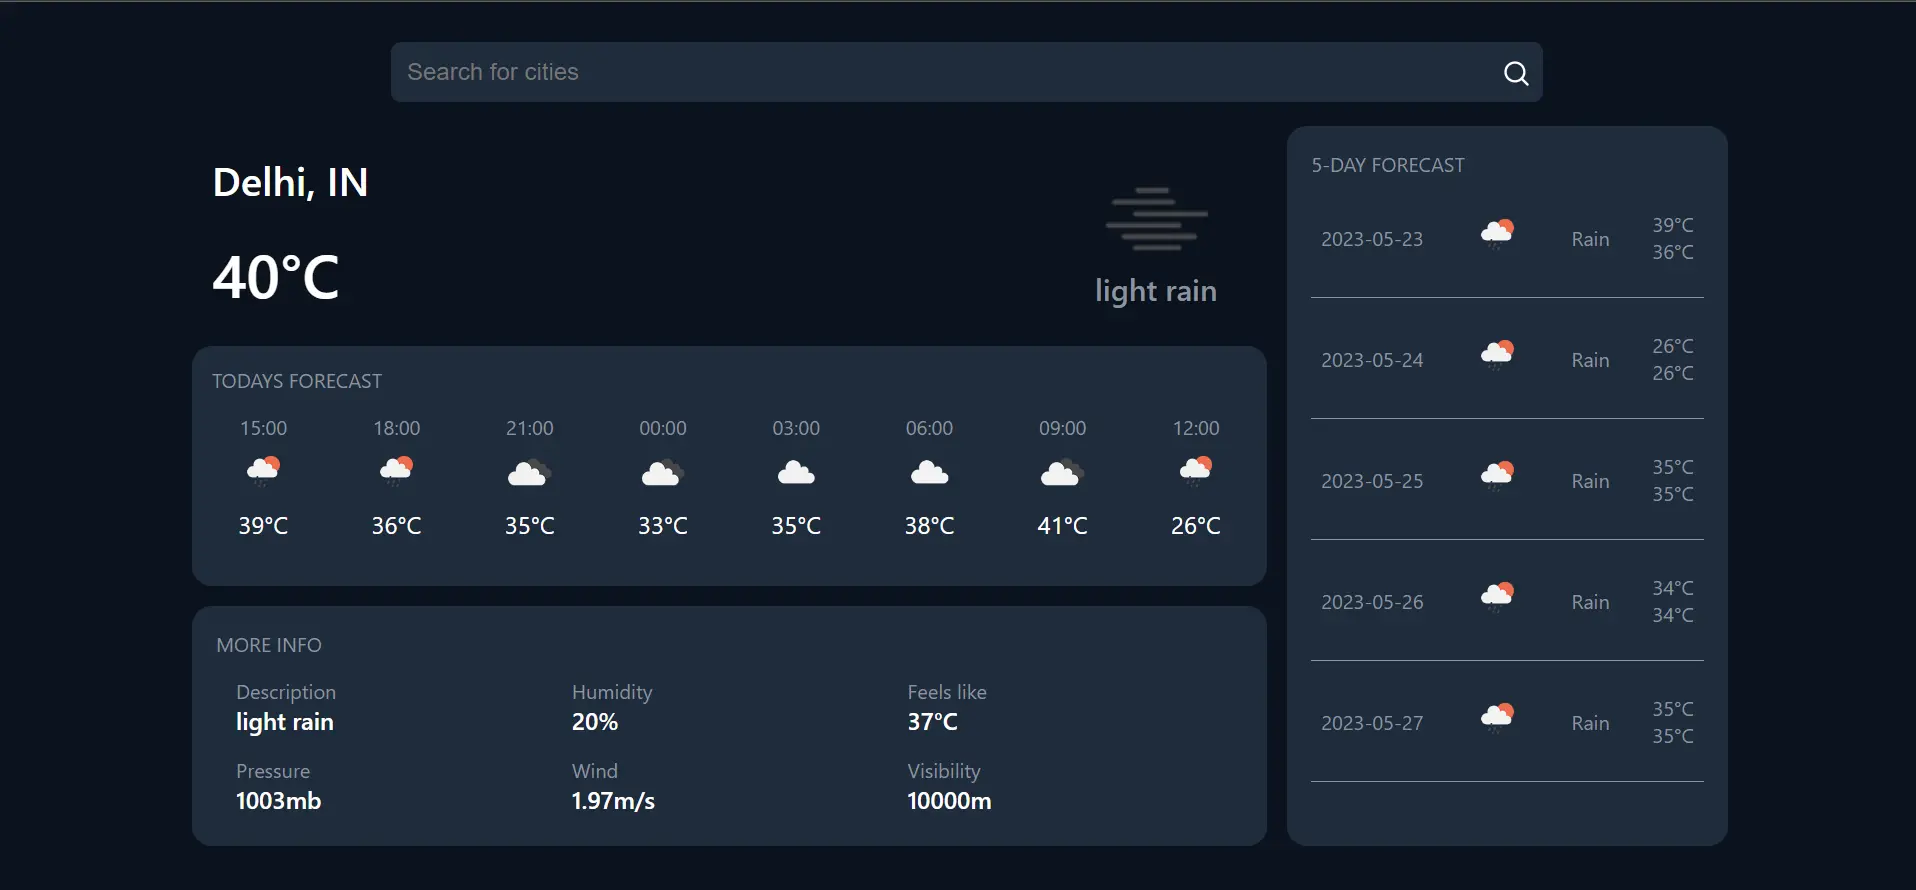 Search for cities
Delhi, IN
40°C
light rain
TODAYS FORECAST
15:00 18:00 21:00 00:00 03:00 06:00 09:00 12:00
39°C 36°C 35°C 33°C 35°C 38°C 41°C 26°C
MORE INFO
Description Humidity Feels like
light rain 20% 37°C
Pressure Wind Visibility
1003mb 1.97m/s 10000m
5-DAY FORECAST
39°C
2023-05-23 Rain
36°C
26°C
2023-05-24 Rain
26°C
35°C
2023-05-25 Rain
35°C
34°C
2023-05-26 Rain
34°C
35°C
2023-05-27 Rain
35°C